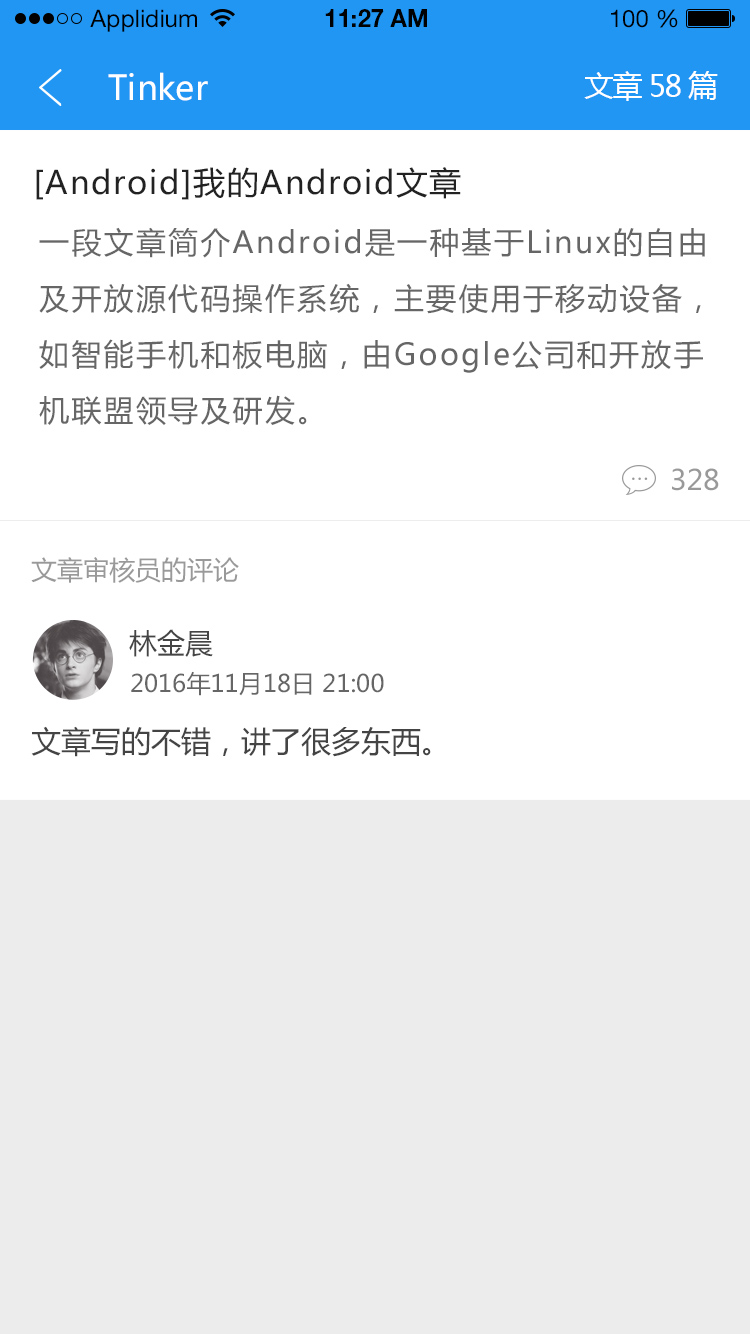 Applidium 11:27 AM 100 %
Tinker 文章 58 篇
[Android]我的Android文章
一段文章简介Android是一种基于Linux的自由
及开放源代码操作系统，主要使用于移动设备，
如智能手机和板电脑，由Google公司和开放手
机联盟领导及研发。
328
文章审核员的评论
林金晨
2016年11月18日 21:00
文章写的不错，讲了很多东西。